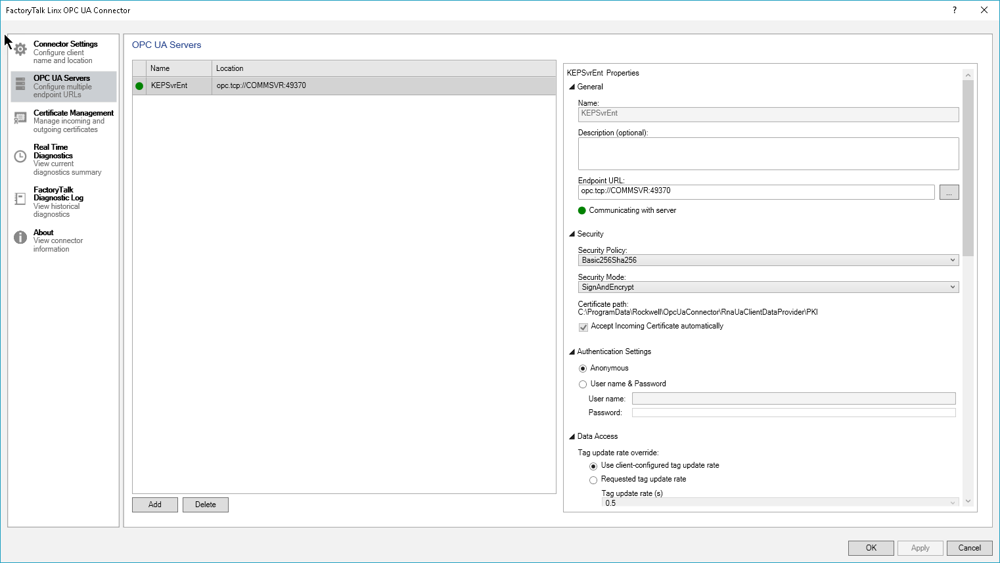 FactoryTalk Linx OPC UA Connector
?
Connector Settings
Configure client
name and location
OPC UA Servers
Configure multiple
endpoint URLs
Certificate Management
Manage incoming and
outgoing certificates
Real Time
Diagnostics
View current
diagnostics summary
FactoryTalk
Diagnostic Log
View historical
diagnostics
About
View connector
information
OPC UA Servers
Name Location
KEPSvrEnt opc.tcp://COMMSVR:49370
Add Delete
KEPSvrEnt Properties
General
Name:
KEPSvrEnt
Description (optional):
Endpoint URL:
opc.tcp://COMMSVR:49370
...
Communicating with server
Security
Security Policy:
Basic256Sha256
Security Mode:
SignAndEncrypt
Certificate path:
C:\ProgramData\Rockwell\OpcUaConnector\RnaUaClientDataProvider\PKI
Accept Incoming Certificate automatically
Authentication Settings
Anonymous
User name & Password
User name:
Password:
Data Access
Tag update rate override:
Use client-configured tag update rate
Requested tag update rate
Tag update rate (s)
0.5
OK Apply Cancel